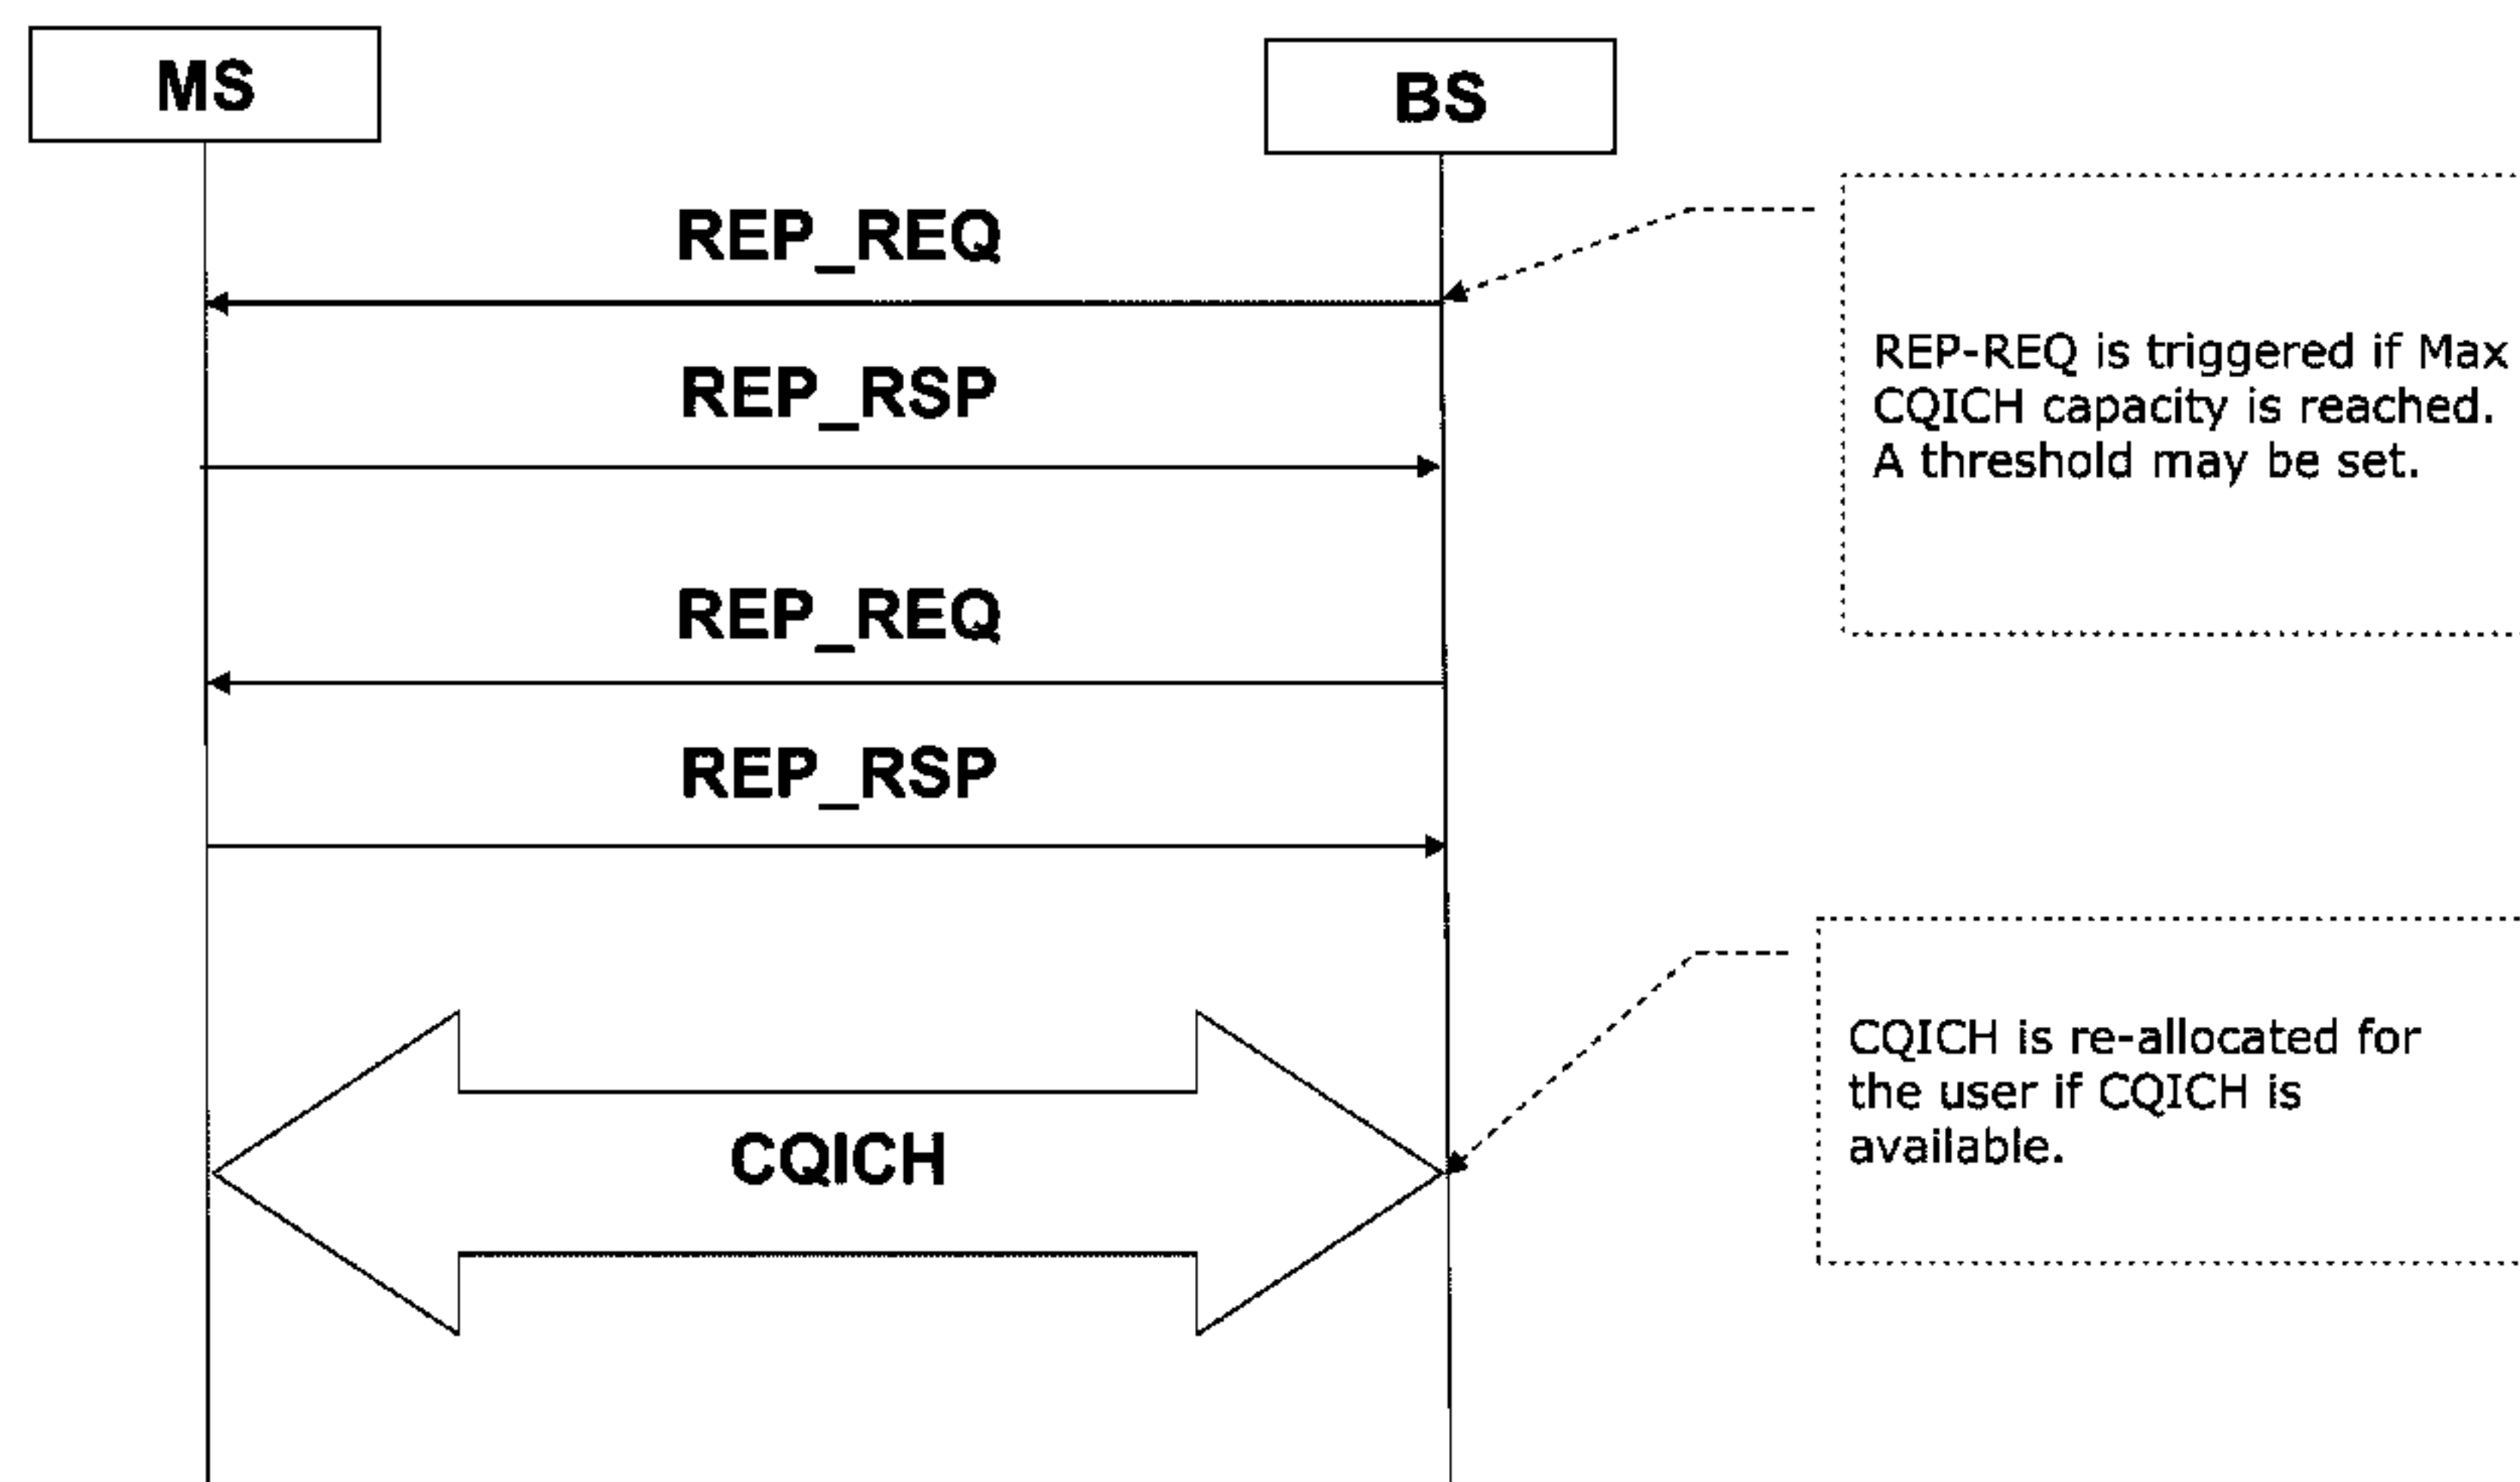 MS
BS
REP_REQ
REP_RSP
REP-REQ is triggered if Max
CQICH capacity is reached.
A threshold may be set.
REP_REQ
REP_RSP
CQICH
CQICH is re-allocated for
the user if CQICH is
available.